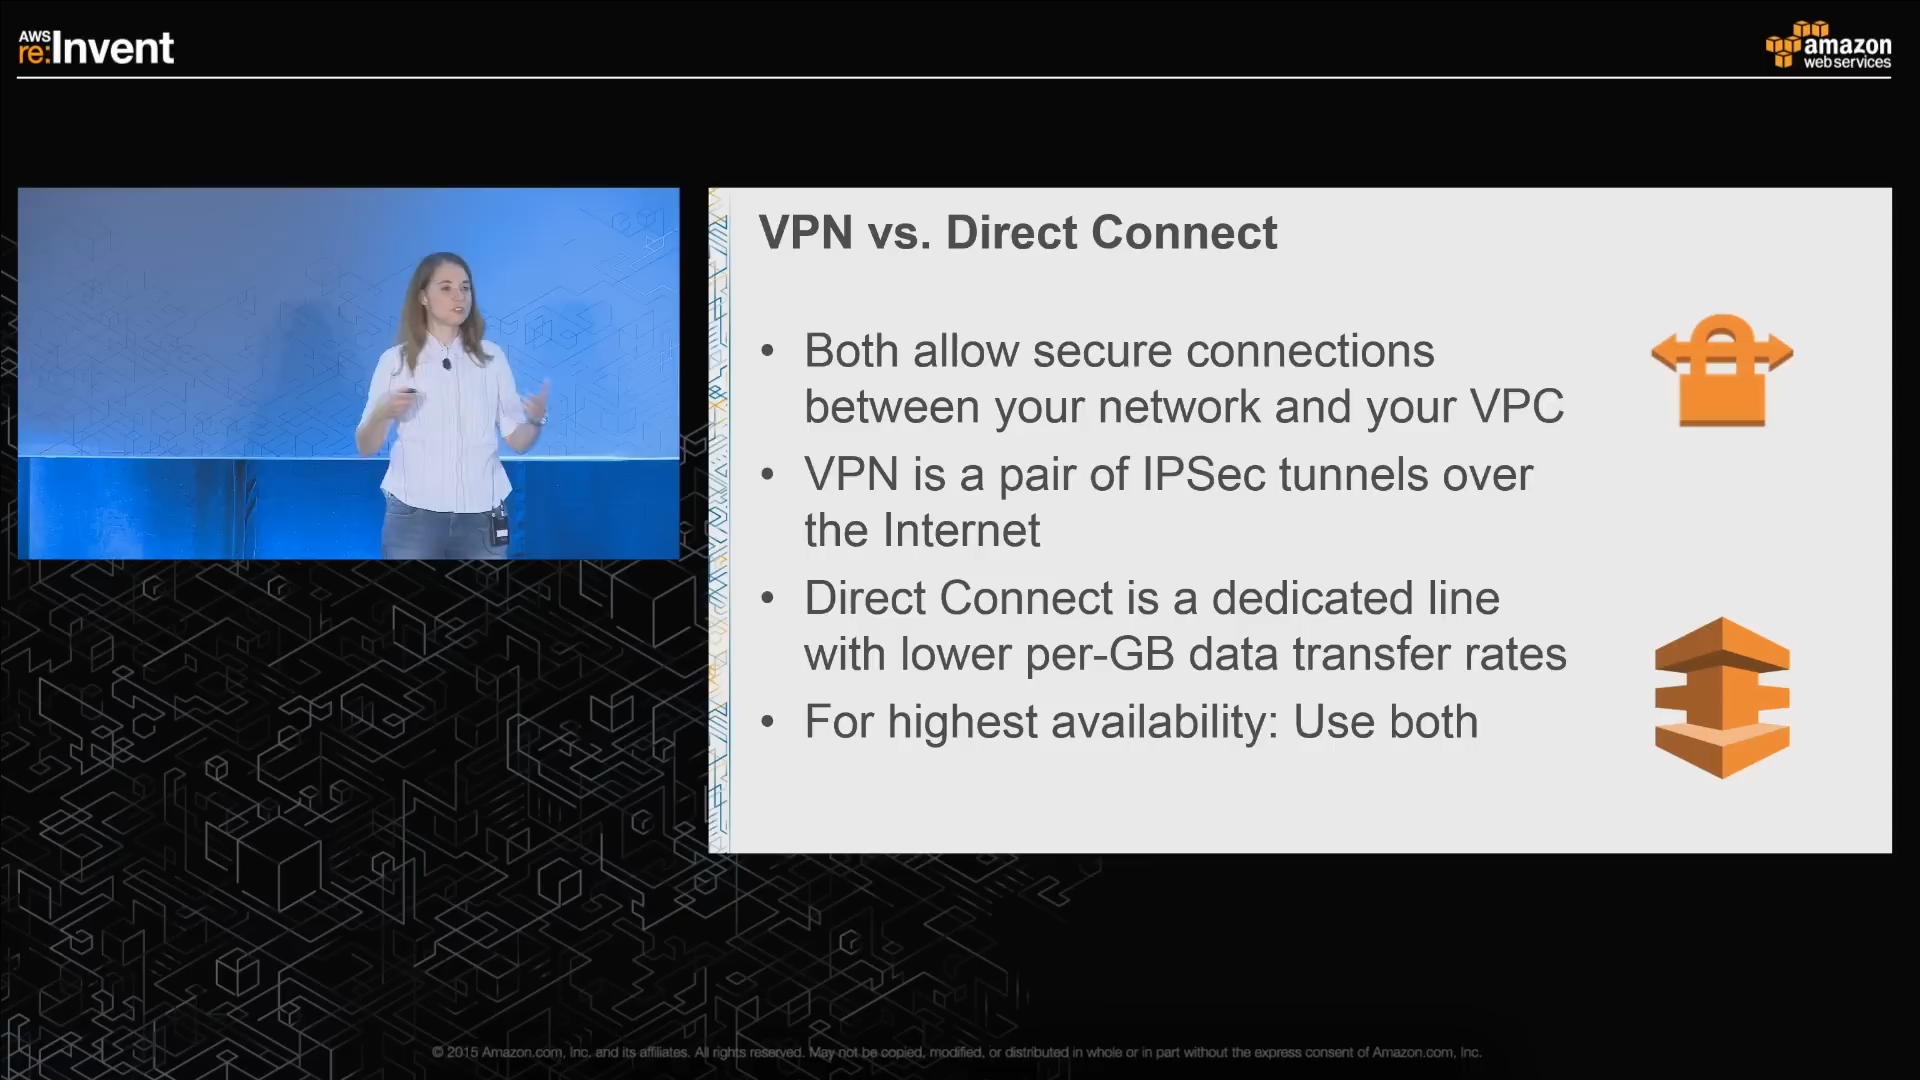 AWS
re:Invent
amazon
web services
VPN vs. Direct Connect
• Both allow secure connections
between your network and your VPC
• VPN is a pair of IPSec tunnels over
the Internet
• Direct Connect is a dedicated line
with lower per-GB data transfer rates
• For highest availability: Use both
© 2015 Amazon.com, Inc. and its affiliates. All rights reserved. May not be copied, modified, or distributed in whole or in part without the express consent of Amazon.com, Inc.